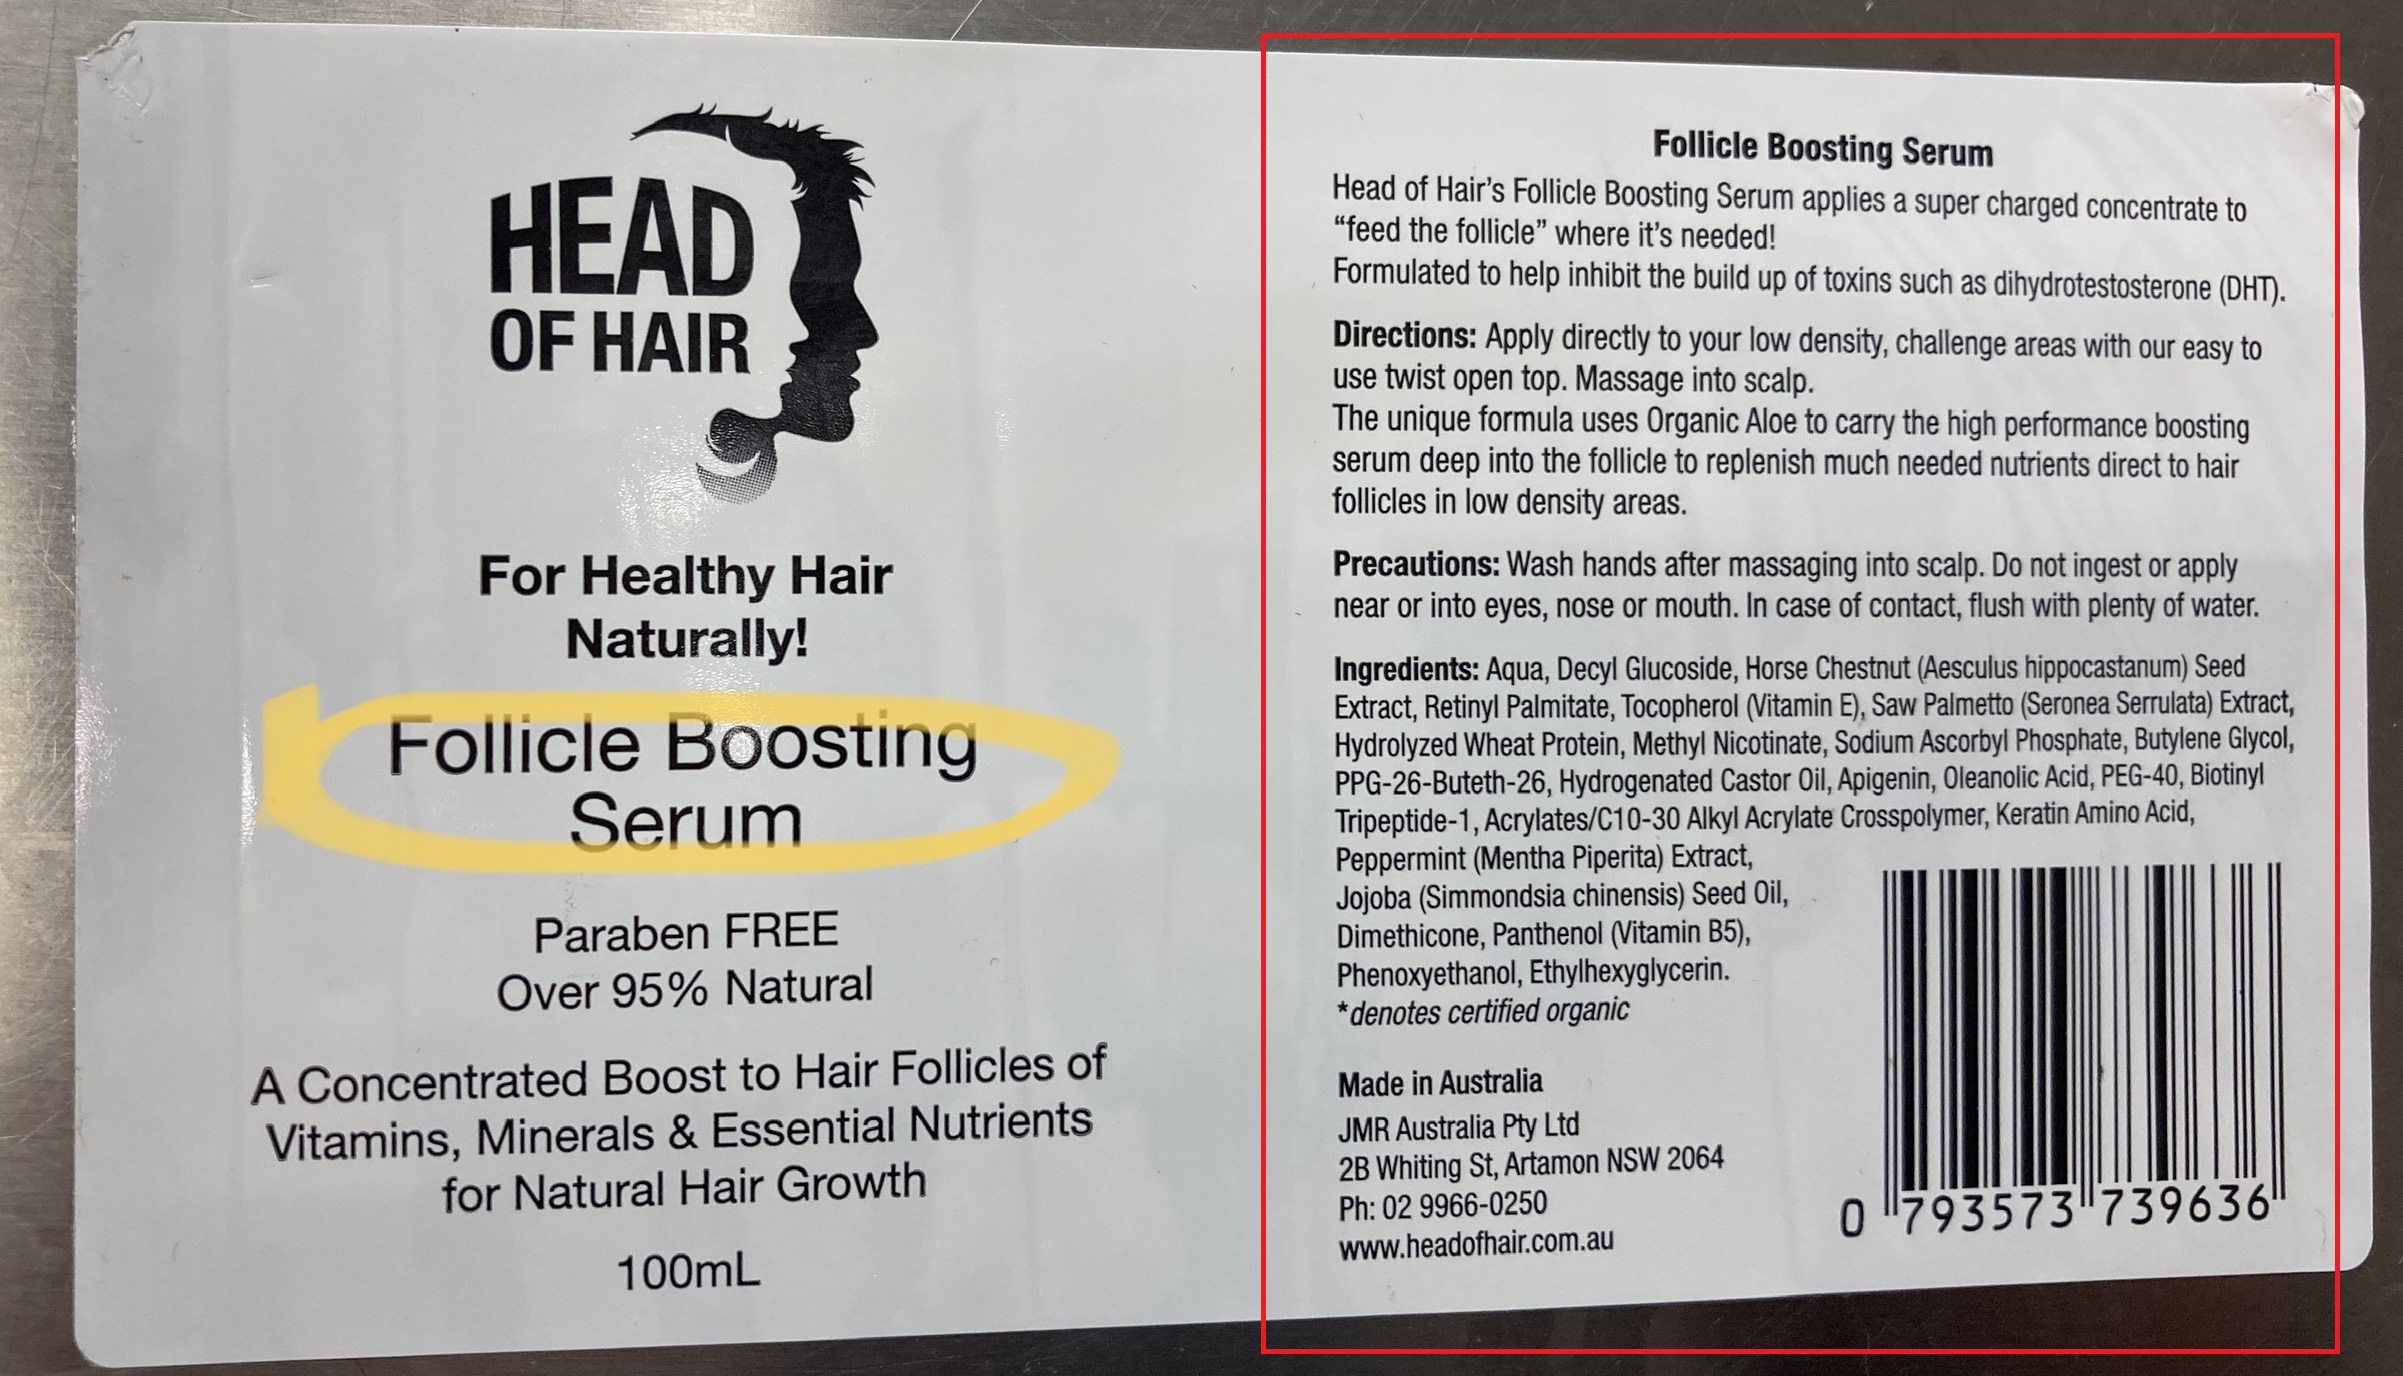 HEAD
OF HAIR
For Healthy Hair
Naturally!
Follicle Boosting
Serum
Paraben FREE
Over 95% Natural
A Concentrated Boost to Hair Follicles of
Vitamins, Minerals & Essential Nutrients
for Natural Hair Growth
100mL
Follicle Boosting Serum
Head of Hair's Follicle Boosting Serum applies a super charged concentrate to
“feed the follicle” where it's needed!
Formulated to help inhibit the build up of toxins such as dihydrotestosterone (DHT).
Directions: Apply directly to your low density, challenge areas with our easy to
use twist open top. Massage into scalp.
The unique formula uses Organic Aloe to carry the high performance boosting
serum deep into the follicle to replenish much needed nutrients direct to hair
follicles in low density areas.
Precautions: Wash hands after massaging into scalp. Do not ingest or apply
near or into eyes, nose or mouth. In case of contact, flush with plenty of water.
Ingredients: Aqua, Decyl Glucoside, Horse Chestnut (Aesculus hippocastanum) Seed
Extract, Retinyl Palmitate, Tocopherol (Vitamin E), Saw Palmetto (Seronea Serrulata) Extract,
Hydrolyzed Wheat Protein, Methyl Nicotinate, Sodium Ascorbyl Phosphate, Butylene Glycol,
PPG-26-Buteth-26, Hydrogenated Castor Oil, Apigenin, Oleanolic Acid, PEG-40, Biotinyl
Tripeptide-1, Acrylates/C10-30 Alkyl Acrylate Crosspolymer, Keratin Amino Acid,
Peppermint (Mentha Piperita) Extract,
Jojoba (Simmondsia chinensis) Seed Oil,
Dimethicone, Panthenol (Vitamin B5),
Phenoxyethanol, Ethylhexyglycerin.
*denotes certified organic
Made in Australia
JMR Australia Pty Ltd
2B Whiting St, Artamon NSW 2064
Ph: 02 9966-0250
www.headofhair.com.au
0 793573 739636